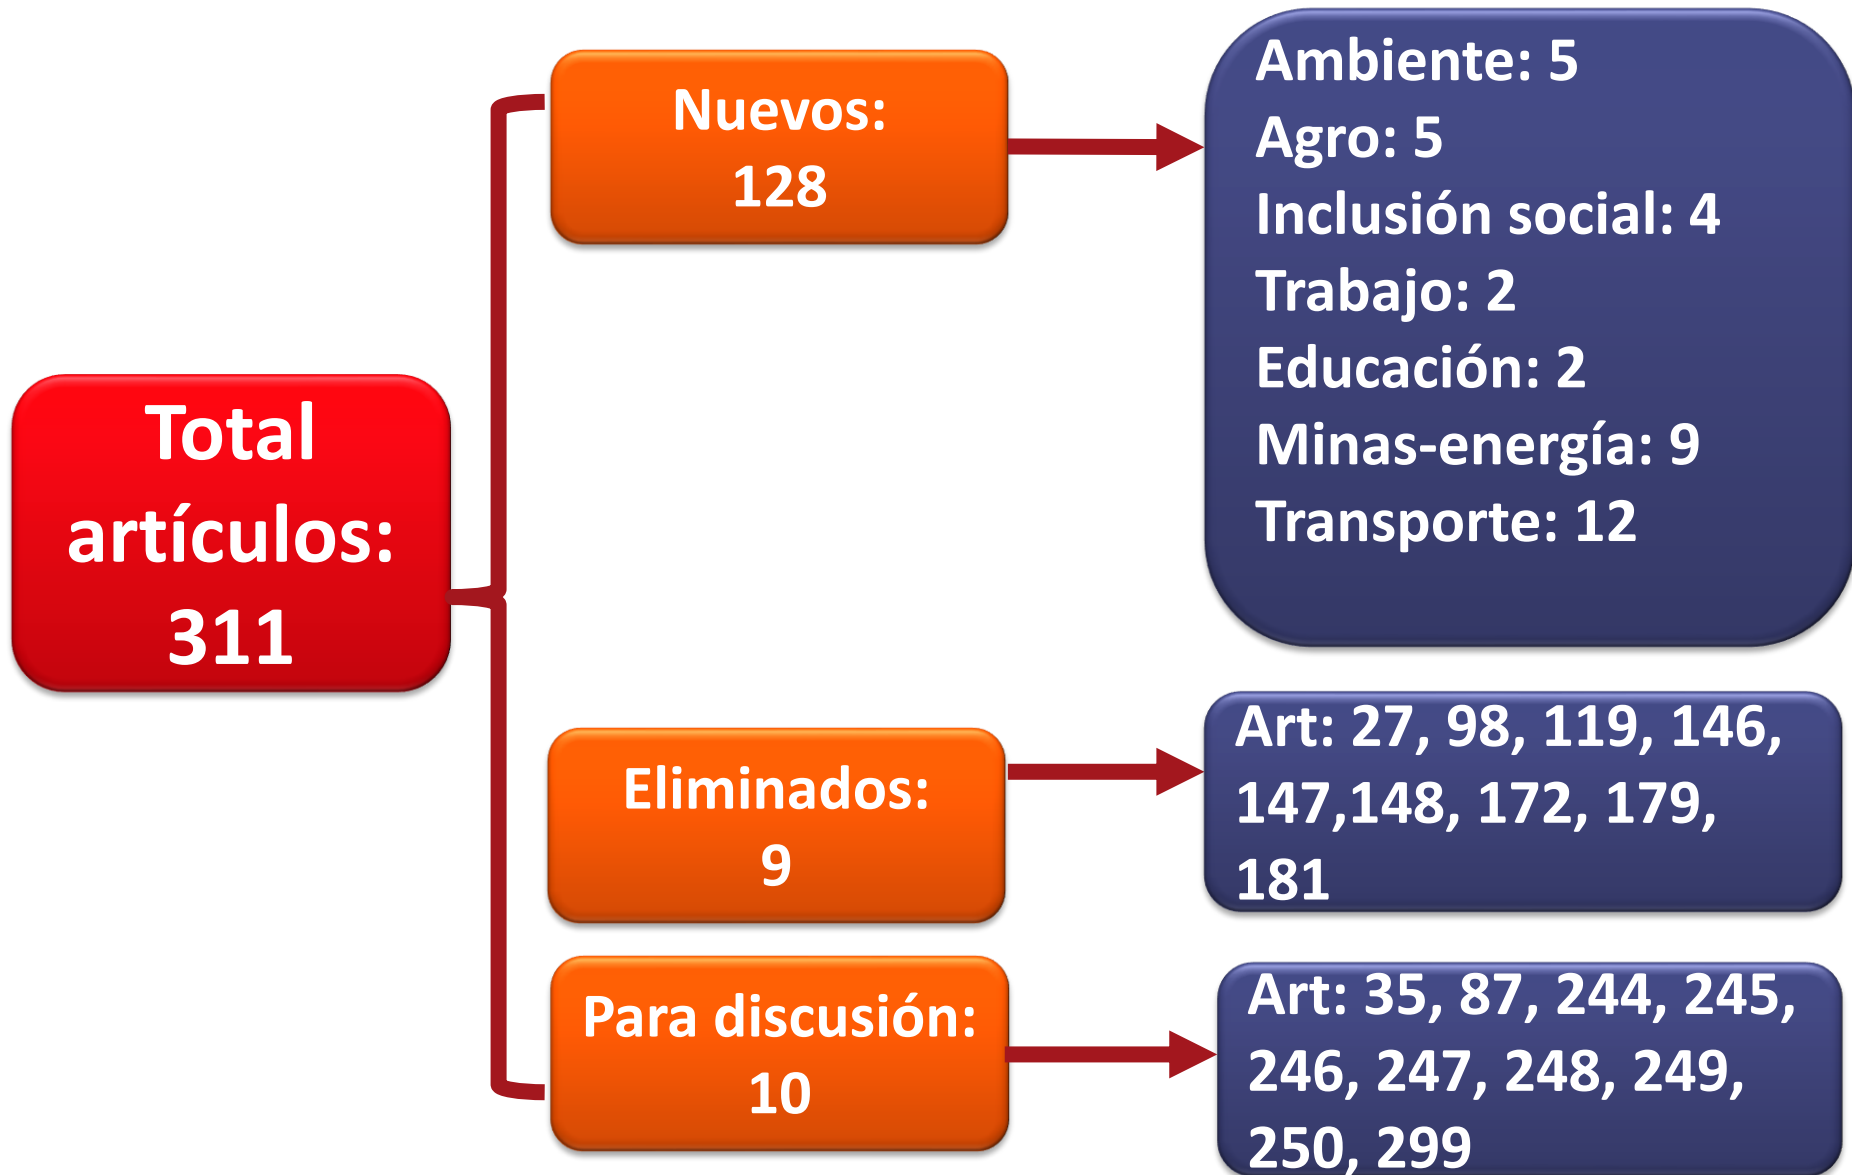 Total
artículos:
311
Nuevos:
128
Ambiente: 5
Agro: 5
Inclusión social: 4
Trabajo: 2
Educación: 2
Minas-energía: 9
Transporte: 12
Eliminados:
9
Art: 27, 98, 119, 146,
147,148, 172, 179,
181
Para discusión:
10
Art: 35, 87, 244, 245,
246, 247, 248, 249,
250, 299